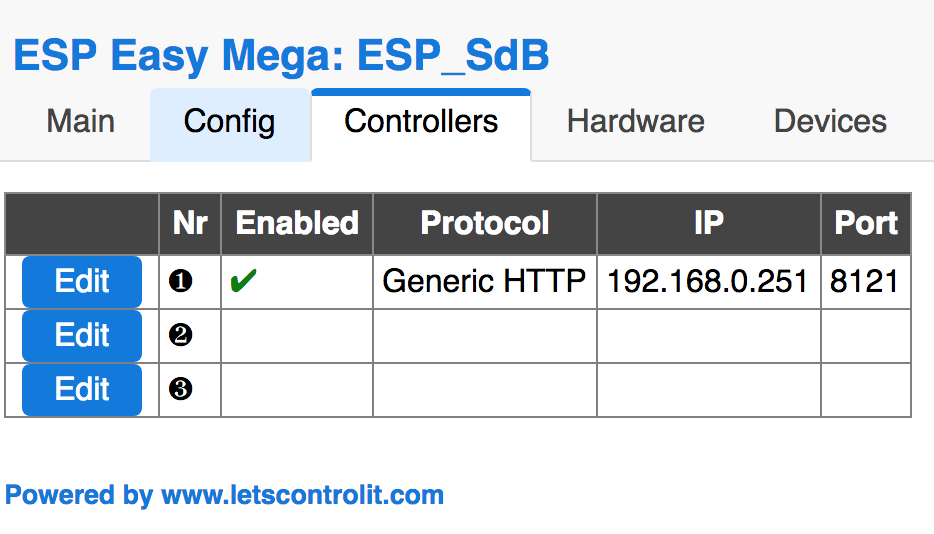 ESP Easy Mega: ESP_SdB
Main Config Controllers Hardware Devices
Nr Enabled Protocol IP Port
Edit ❶ ✔ Generic HTTP 192.168.0.251 8121
Edit ❷
Edit ❸
Powered by www.letscontrolit.com